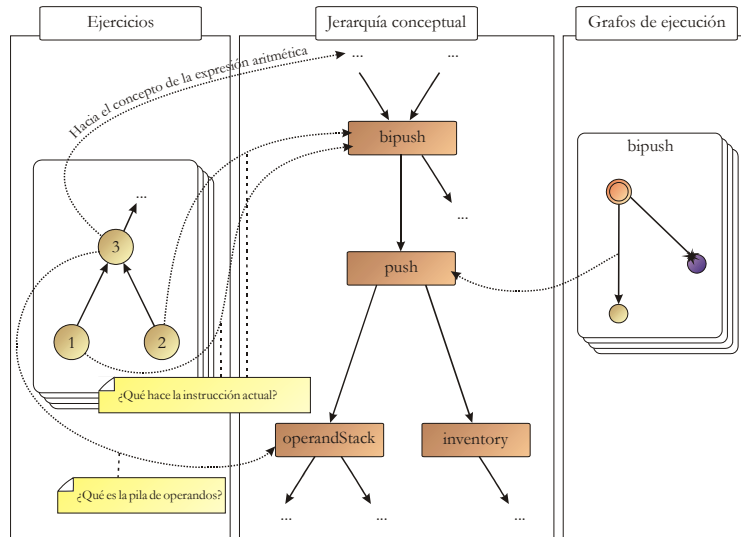 Ejercicios
Jerarquía conceptual
Grafos de ejecución
Hacia el concepto de la expresión aritmética
...
...
bipush
bipush
...
...
3
push
1
2
¿Qué hace la instrucción actual?
operandStack
inventory
¿Qué es la pila de operandos?
...
...
...